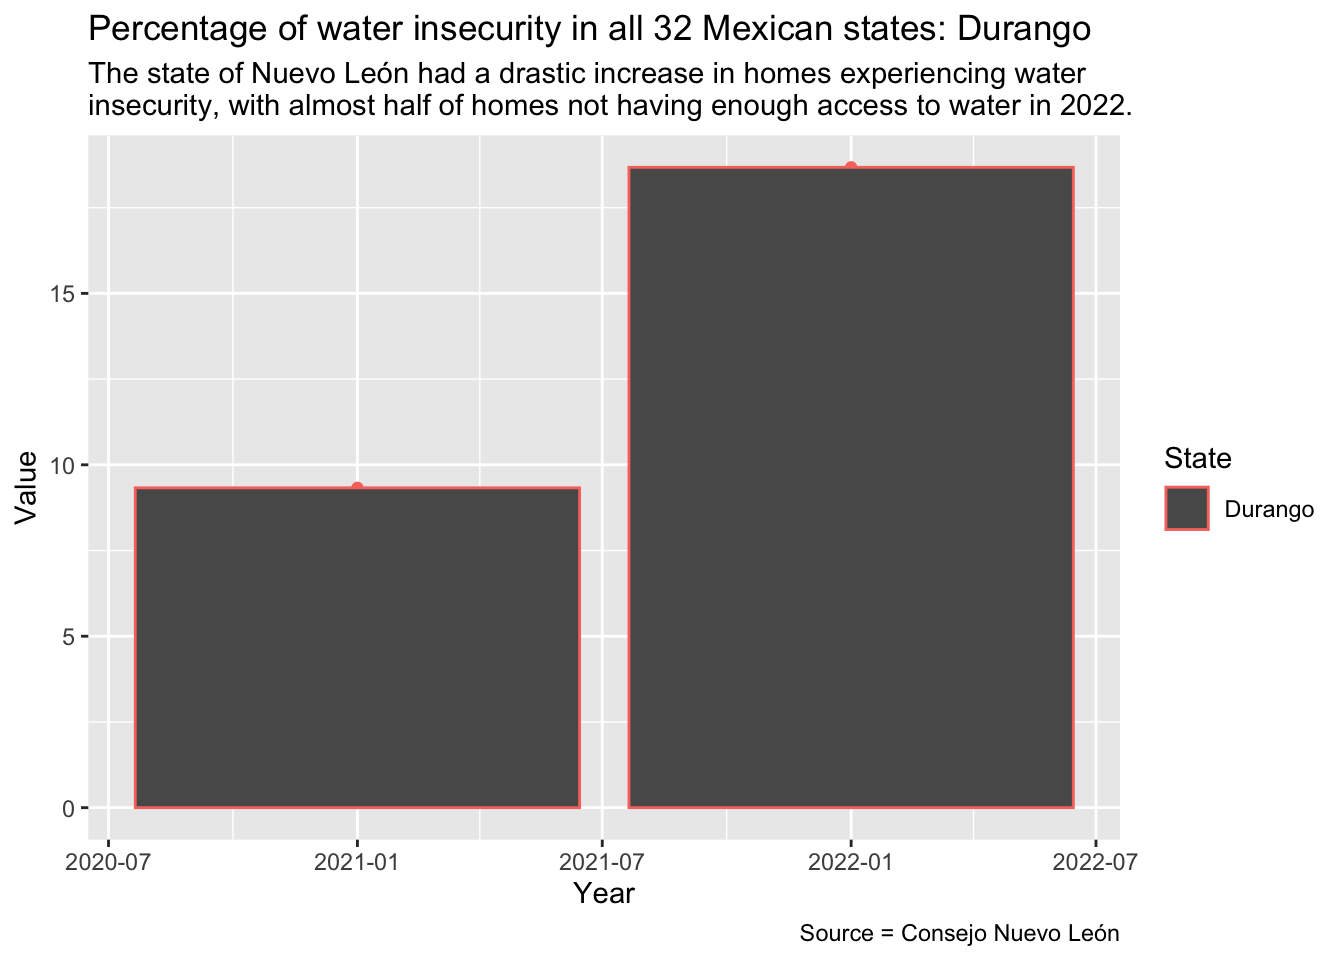 Percentage of water insecurity in all 32 Mexican states: Durango
The state of Nuevo León had a drastic increase in homes experiencing water
insecurity, with almost half of homes not having enough access to water in 2022.
Value
15
10
5
0
State
Durango
2020-07 2021-01 2021-07 2022-01 2022-07
Year
Source = Consejo Nuevo León